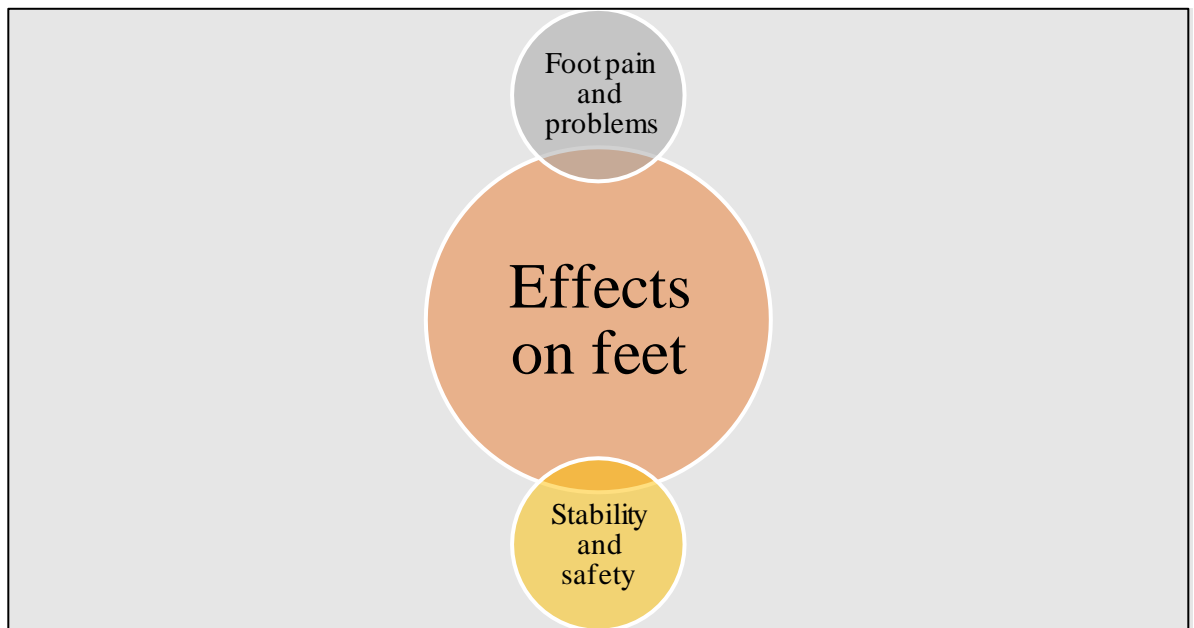 Foot pain
and
problems
Effects
on feet
Stability
and
safety